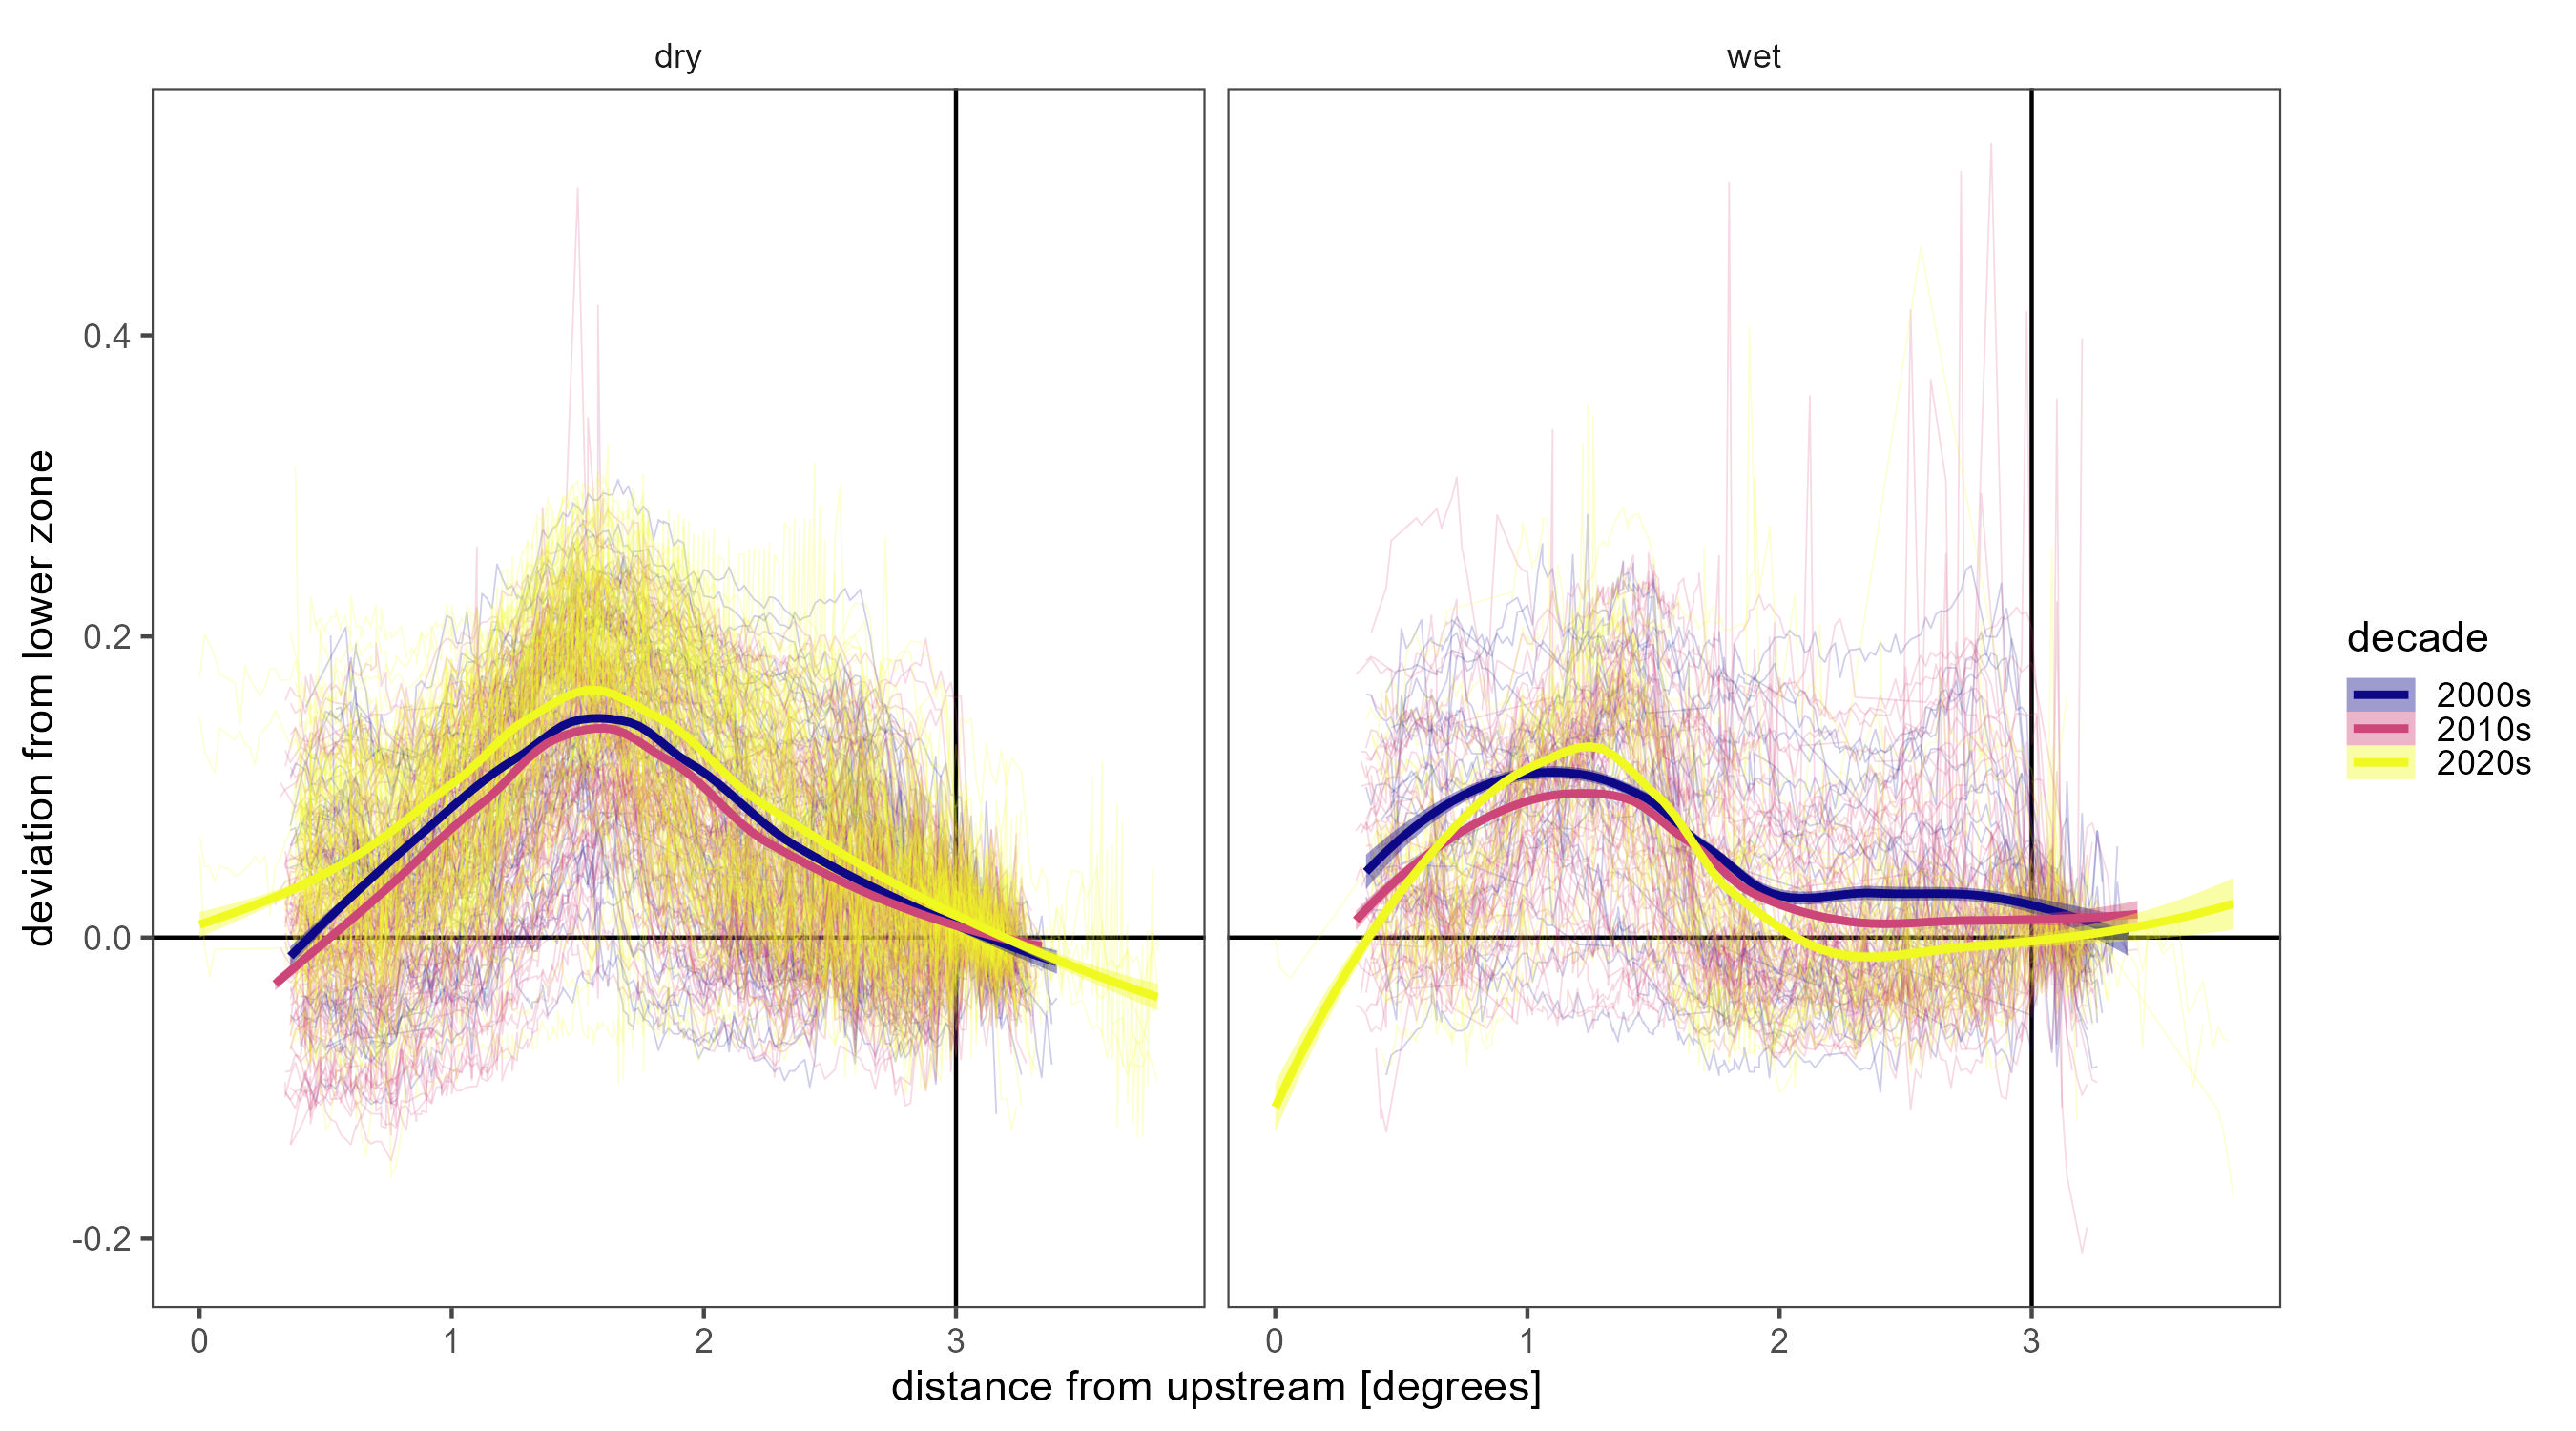 dry
wet
deviation from lower zone
0.4
0.2
0.0
-0.2
0
1
2
3
0
1
2
3
distance from upstream [degrees]
decade
2000s
2010s
2020s